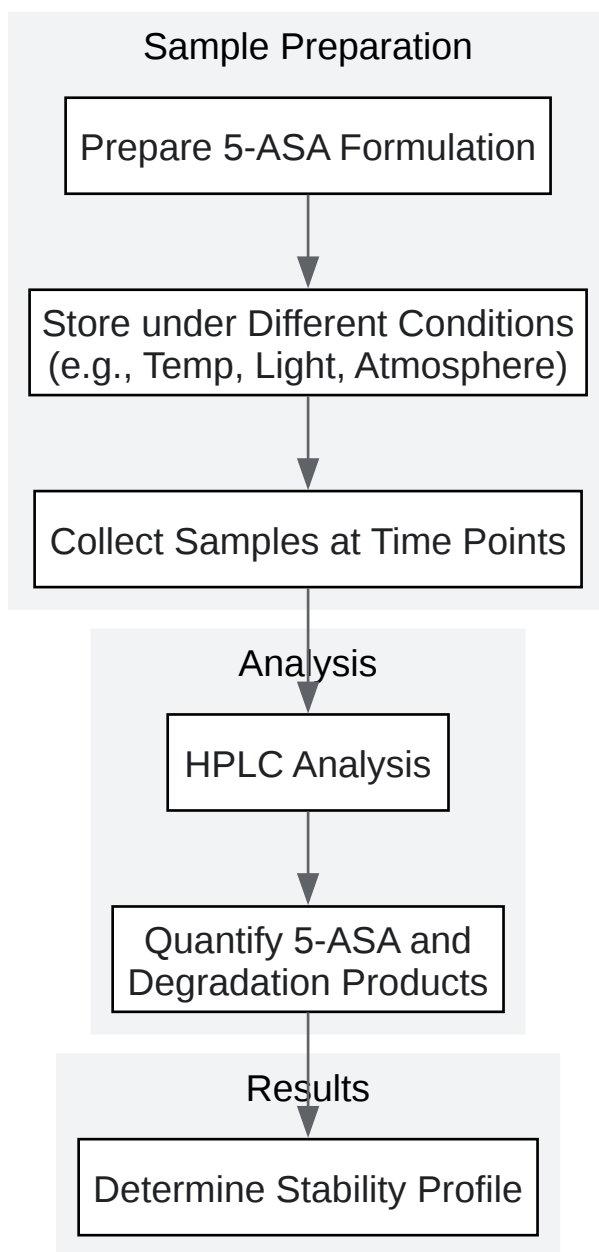 Sample Preparation
Prepare 5-ASA Formulation
Store under Different Conditions
(e.g., Temp, Light, Atmosphere)
Collect Samples at Time Points
Analysis
HPLC Analysis
Quantify 5-ASA and
Degradation Products
Results
Determine Stability Profile